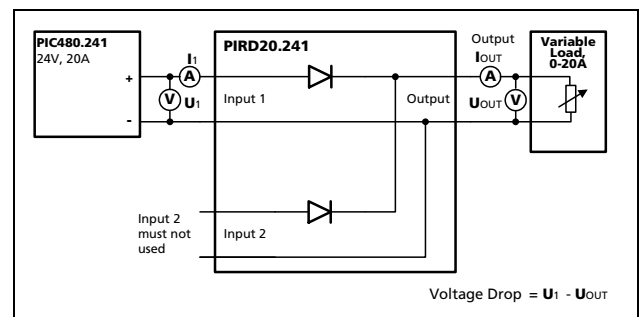 PIC480.241
24V, 20A
+
-
I1
A
V
U1
PIRD20.241
Input 1
Output
Input 2
must not
used
Input 2
Output
IOUT
A
UOUT
V
Variable
Load,
0-20A
Voltage Drop = U1 - UOUT